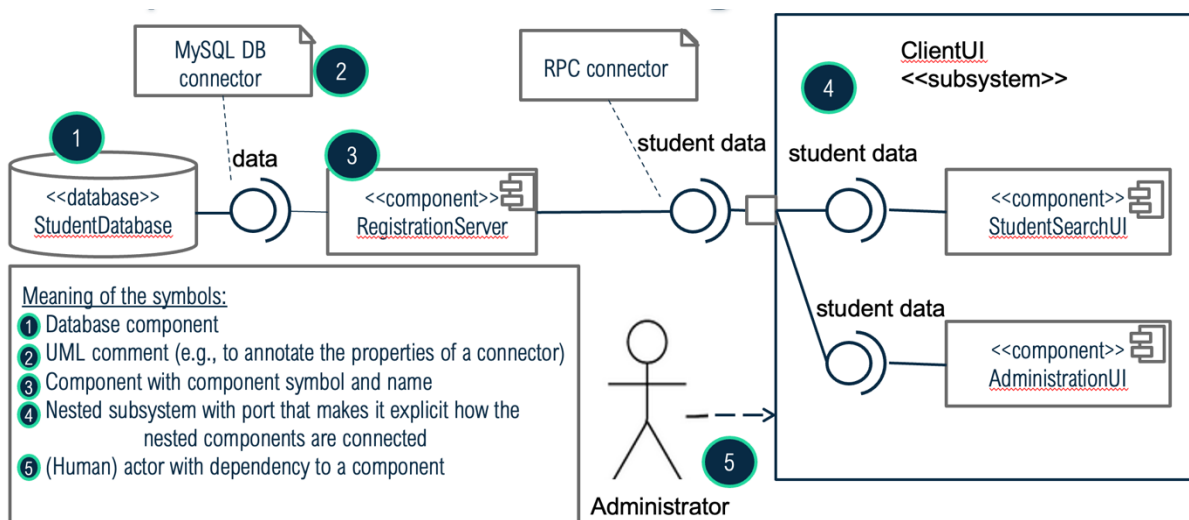 MySQL DB
connector
2
RPC connector
ClientUI
<<subsystem>>
4
1
data
3
student data
student data
<<database>>
StudentDatabase
<<component>>
RegistrationServer
<<component>>
StudentSearchUI
Meaning of the symbols:
1 Database component
2 UML comment (e.g., to annotate the properties of a connector)
3 Component with component symbol and name
4 Nested subsystem with port that makes it explicit how the
nested components are connected
5 (Human) actor with dependency to a component
student data
<<component>>
AdministrationUI
5
Administrator